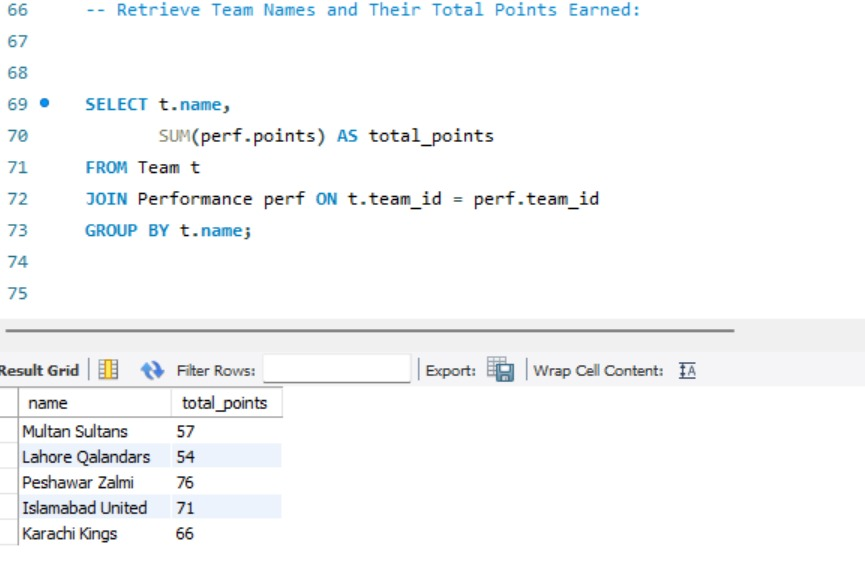 66 -- Retrieve Team Names and Their Total Points Earned:
67
68
69 SELECT t.name,
70 SUM(perf.points) AS total_points
71 FROM Team t
72 JOIN Performance perf ON t.team_id = perf.team_id
73 GROUP BY t.name;
74
75
Result Grid Filter Rows: Export: Wrap Cell Content: IA
name total_points
Multan Sultans 57
Lahore Qalandars 54
Peshawar Zalmi 76
Islamabad United 71
Karachi Kings 66